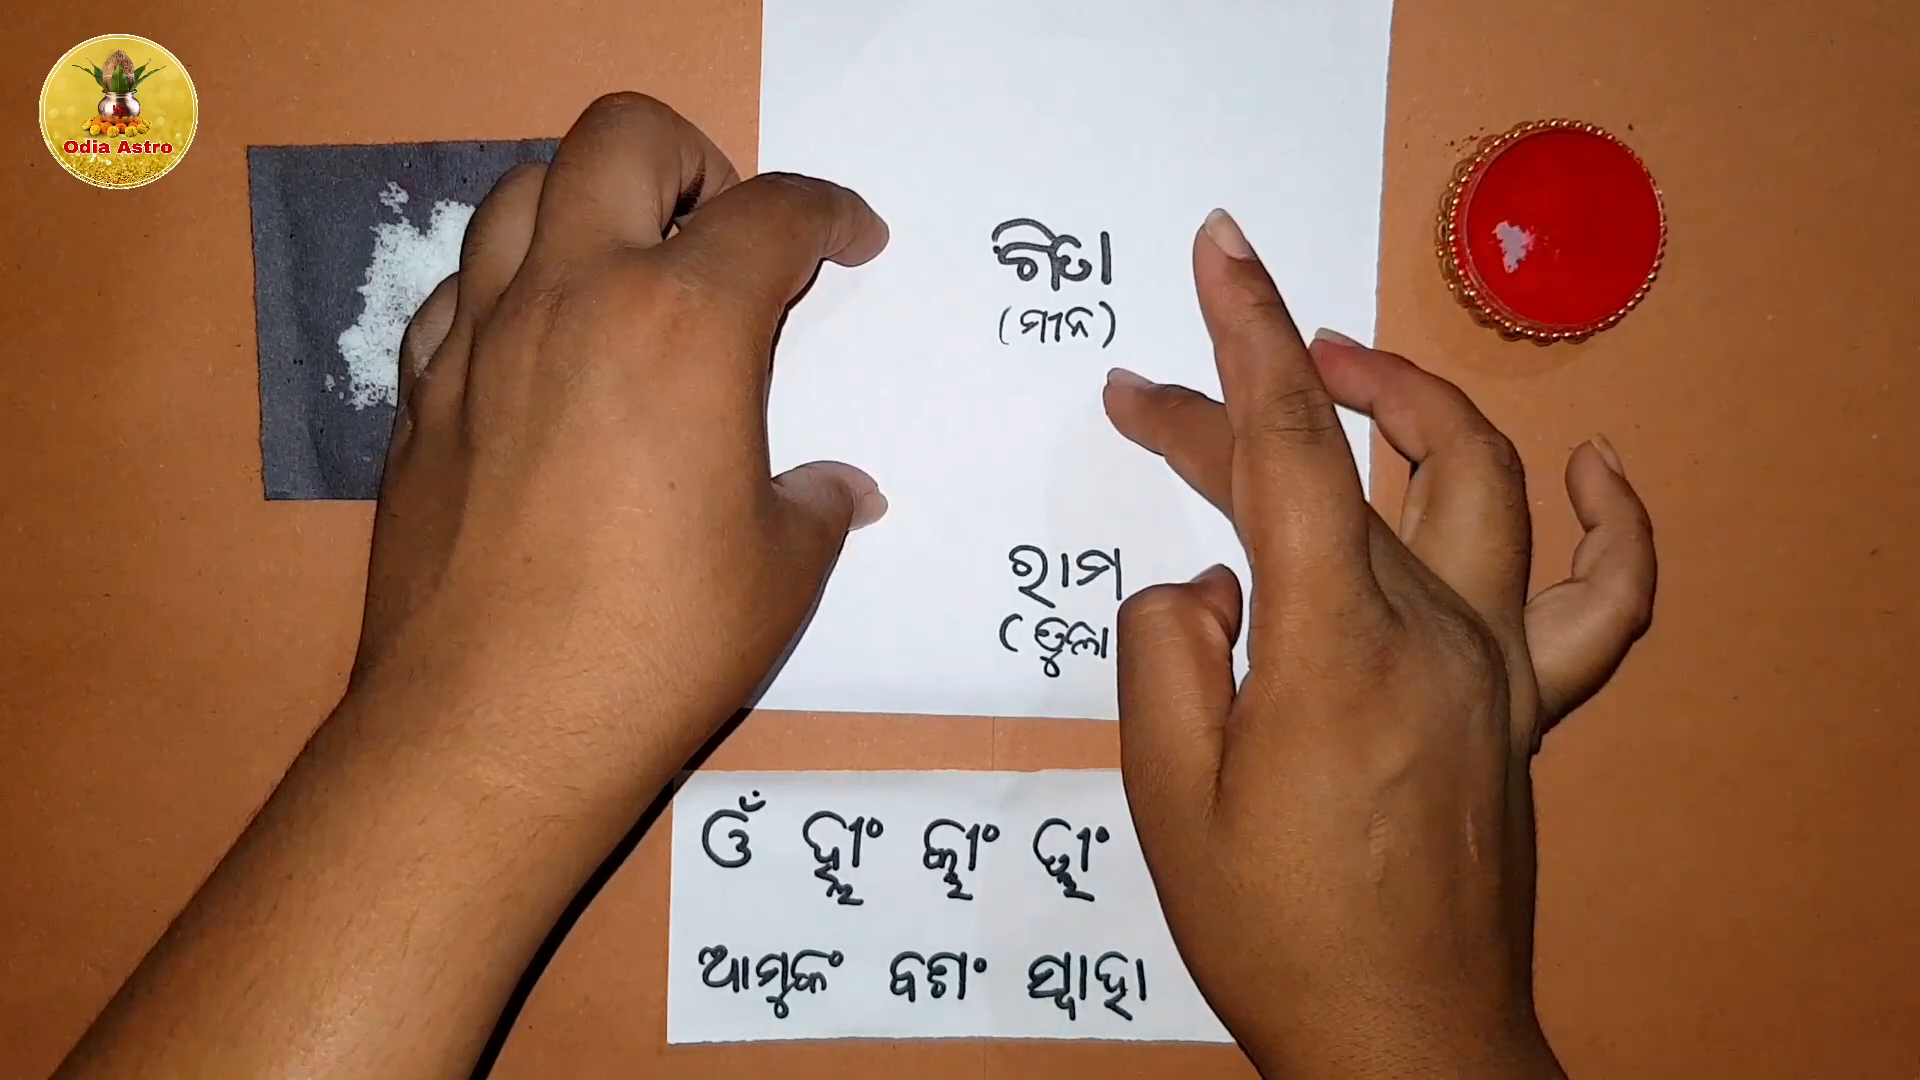 Odia Astro
ଗିତା
(ମୀନ)
ରାମ
(ତୁଲା
ଓଁ ହ୍ଲୀଂ କ୍ଲୀଂ
ଆମୁକଂ ବଶଂ ସ୍ୱାହା